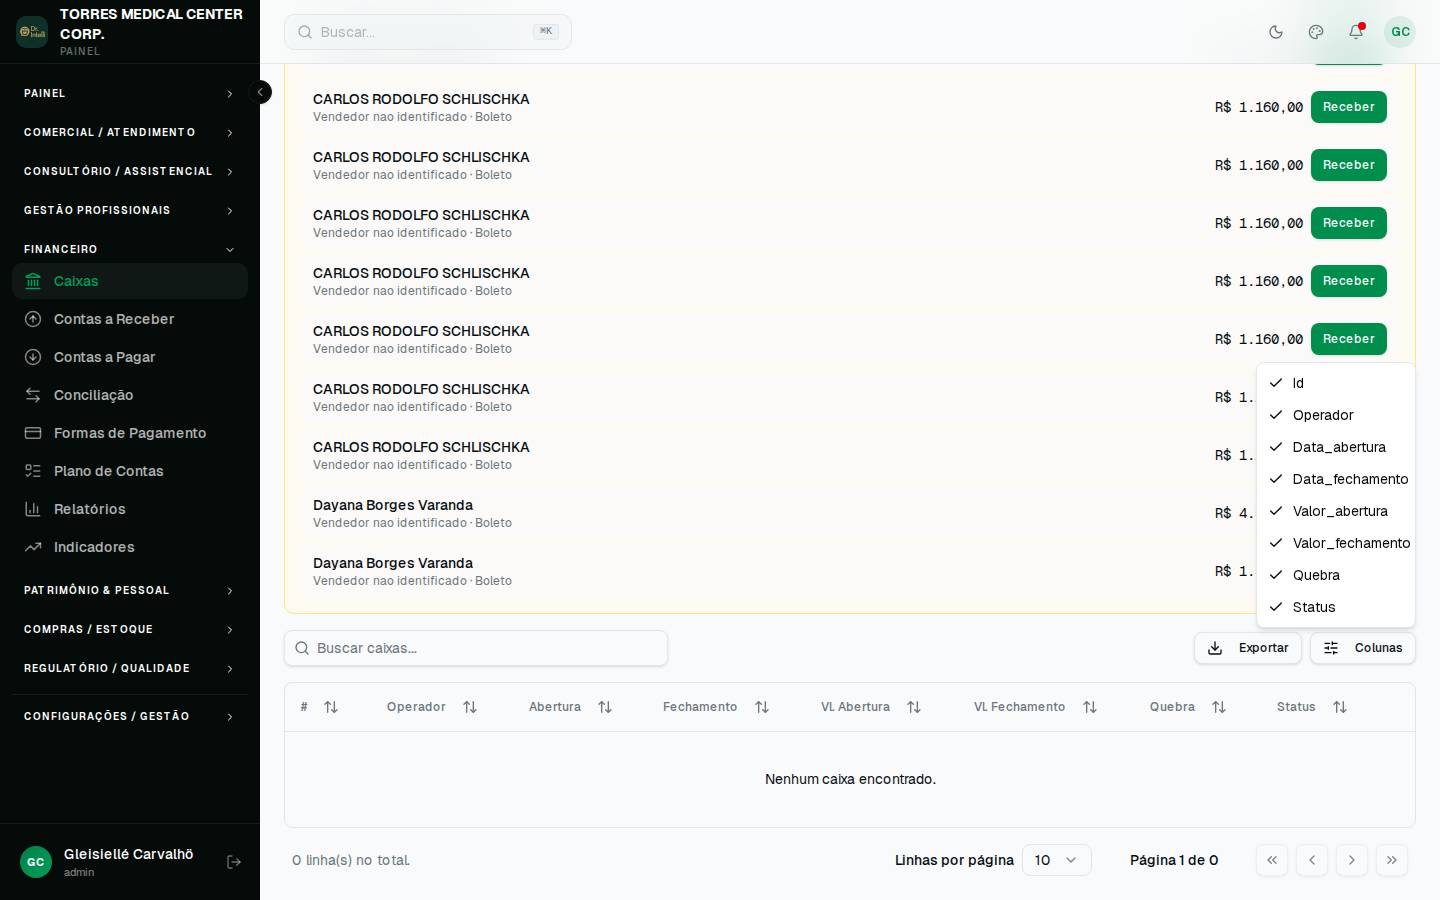 TORRES MEDICAL CENTER
CORP.
PAINEL
PAINEL
COMERCIAL / ATENDIMENTO
CONSULTÓRIO / ASSISTENCIAL
GESTÃO PROFISSIONAIS
FINANCEIRO
Caixas
Contas a Receber
Contas a Pagar
Conciliação
Formas de Pagamento
Plano de Contas
Relatórios
Indicadores
PATRIMÔNIO & PESSOAL
COMPRAS / ESTOQUE
REGULATÓRIO / QUALIDADE
CONFIGURAÇÕES / GESTÃO
GC Gleisiellé Carvalhö
admin
Buscar... ⌘K
GC
CARLOS RODOLFO SCHLISCHKA
Vendedor nao identificado · Boleto
R$ 1.160,00 Receber
CARLOS RODOLFO SCHLISCHKA
Vendedor nao identificado · Boleto
R$ 1.160,00 Receber
CARLOS RODOLFO SCHLISCHKA
Vendedor nao identificado · Boleto
R$ 1.160,00 Receber
CARLOS RODOLFO SCHLISCHKA
Vendedor nao identificado · Boleto
R$ 1.160,00 Receber
CARLOS RODOLFO SCHLISCHKA
Vendedor nao identificado · Boleto
R$ 1.160,00 Receber
CARLOS RODOLFO SCHLISCHKA
Vendedor nao identificado · Boleto
R$ 1.
CARLOS RODOLFO SCHLISCHKA
Vendedor nao identificado · Boleto
R$ 1.
Dayana Borges Varanda
Vendedor nao identificado · Boleto
R$ 4.
Dayana Borges Varanda
Vendedor nao identificado · Boleto
R$ 1.
Id
Operador
Data_abertura
Data_fechamento
Valor_abertura
Valor_fechamento
Quebra
Status
Buscar caixas...
Exportar
Colunas
# Operador Abertura Fechamento Vl. Abertura Vl. Fechamento Quebra Status
Nenhum caixa encontrado.
0 linha(s) no total.
Linhas por página 10
Página 1 de 0